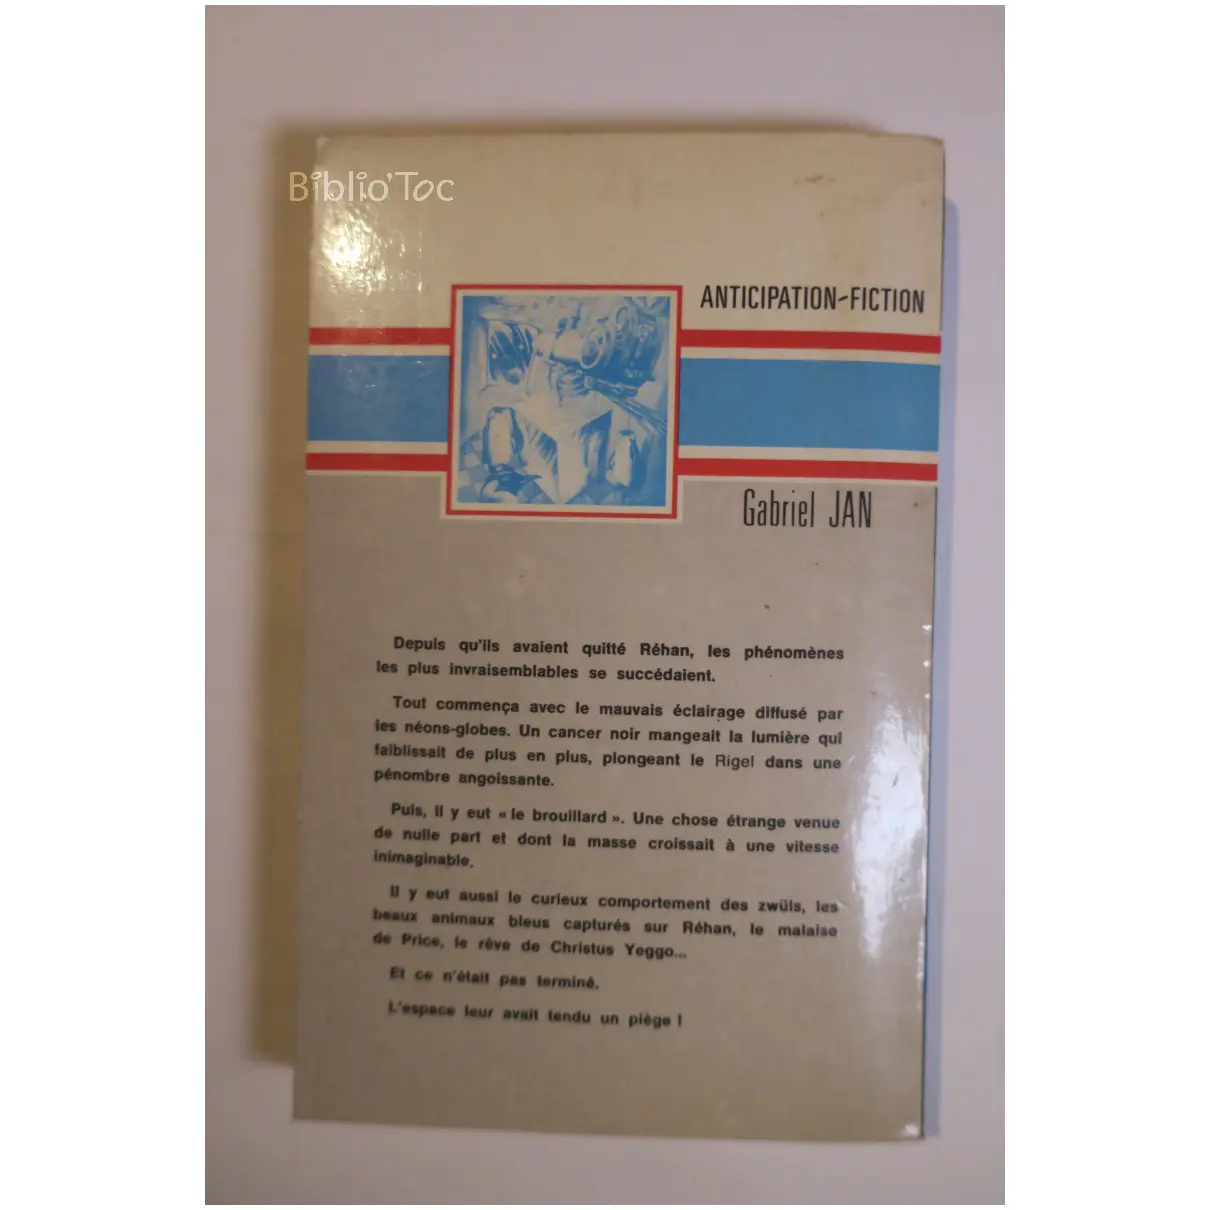 Biblio'Toc
ANTICIPATION-FICTION
Gabriel JAN
Depuis qu'ils avaient quitté Réhan, les phénomènes
les plus invraisemblables se succédaient.
Tout commença avec le mauvais éclairage diffusé par
les néons-globes. Un cancer noir mangeait la lumière qui
faiblissait de plus en plus, plongeant le Rigel dans une
pénombre angoissante.
Puis, il y eut « le brouillard ». Une chose étrange venue
de nulle part et dont la masse croissait à une vitesse
inimaginable.
Il y eut aussi le curieux comportement des zwüls, les
beaux animaux bleus capturés sur Réhan, le malaise
de Price, le rêve de Christus Yeggo...
Et ce n'était pas terminé.
L'espace leur avait tendu un piège !